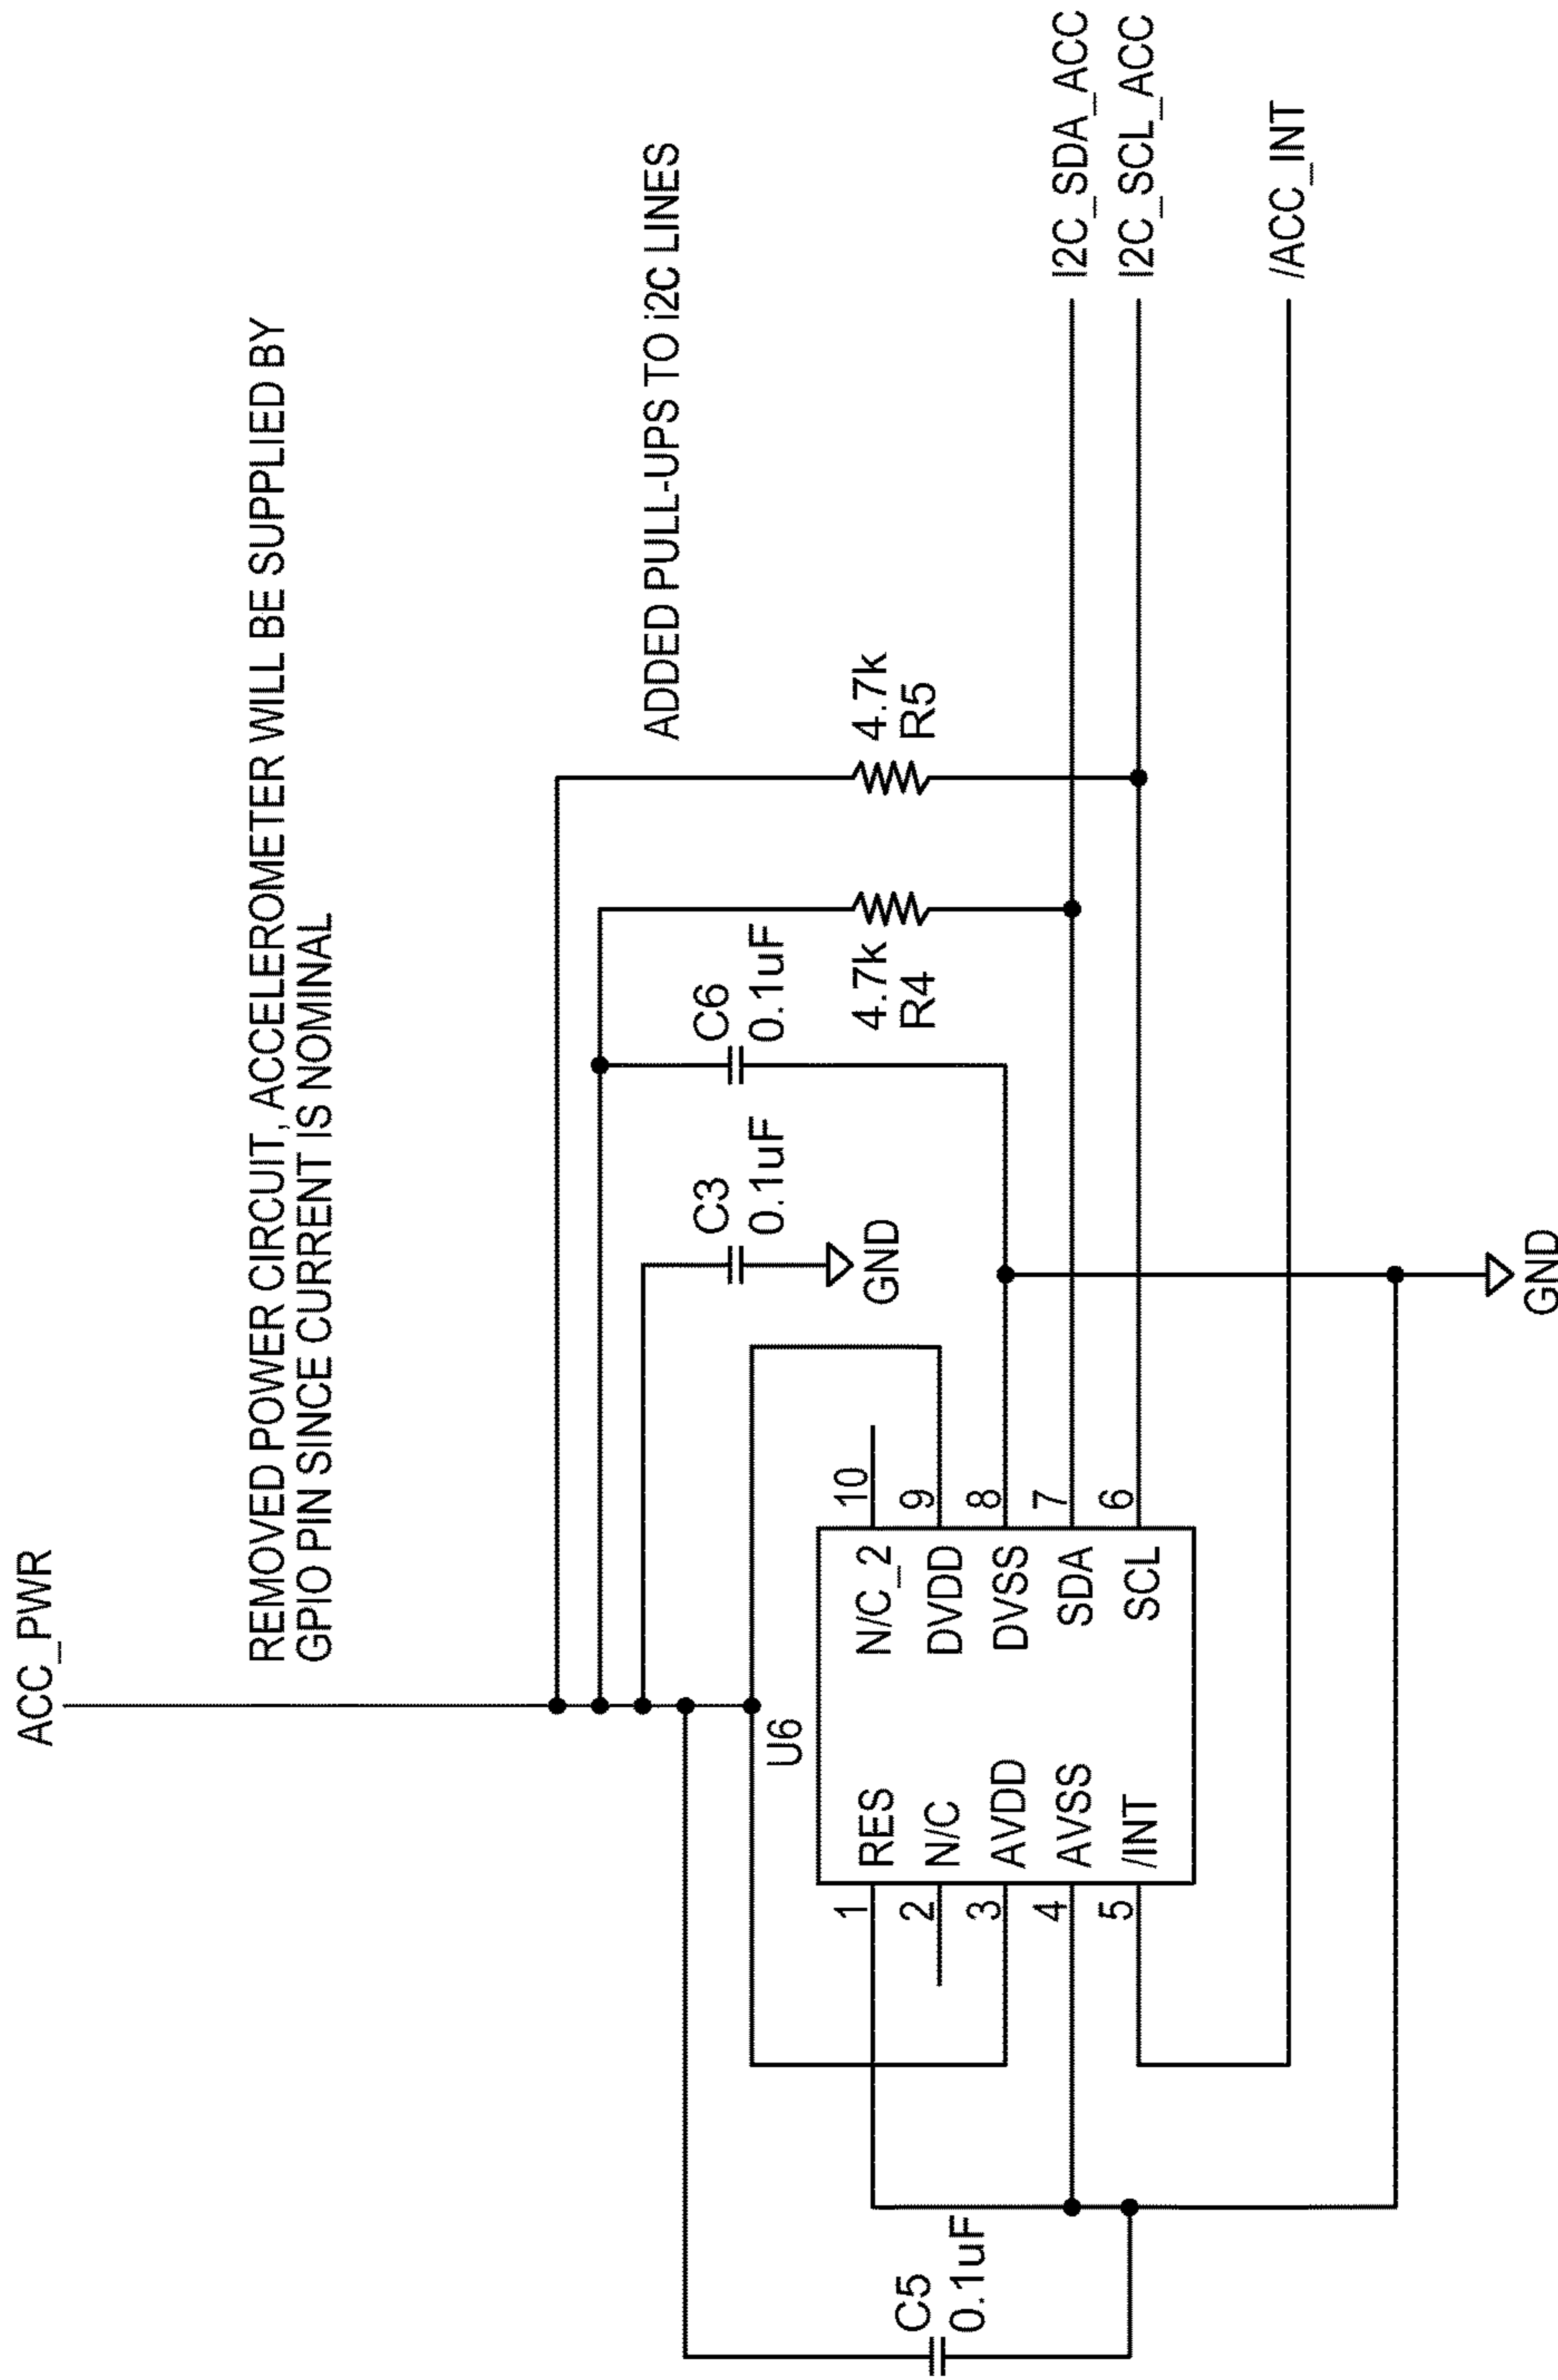 ACC_PWR
REMOVED POWER CIRCUIT, ACCELEROMETER WILL BE SUPPLIED BY
GPIO PIN SINCE CURRENT IS NOMINAL
ADDED PULL-UPS TO i2C LINES
C3
0.1uF
C6
0.1uF
GND
4.7k
R4
4.7k
R5
C5
0.1uF
U6
1
RES
2
N/C
3
AVDD
4
AVSS
5
/INT
N/C_2
10
DVDD
9
DVSS
8
SDA
7
SCL
6
I2C_SDA_ACC
I2C_SCL_ACC
/ACC_INT
GND